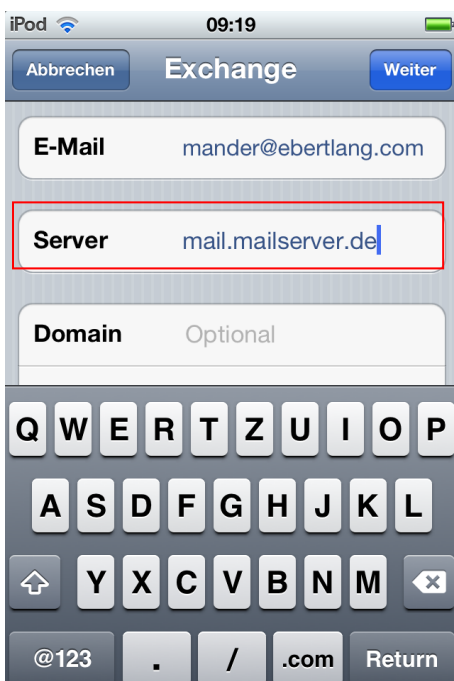 iPod 09:19
Abbrechen Exchange Weiter
E-Mail mander@ebertlang.com
Server mail.mailserver.de
Domain Optional
Q W E R T Z U I O P
A S D F G H J K L
Y X C V B N M
@123 . / .com Return